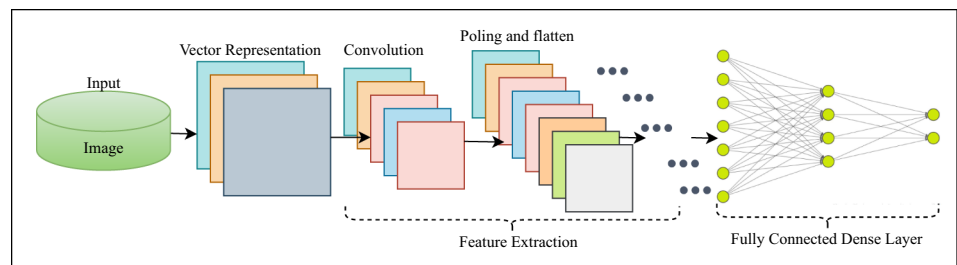 Input
Image
Vector Representation
Convolution
Poling and flatten
Feature Extraction
Fully Connected Dense Layer